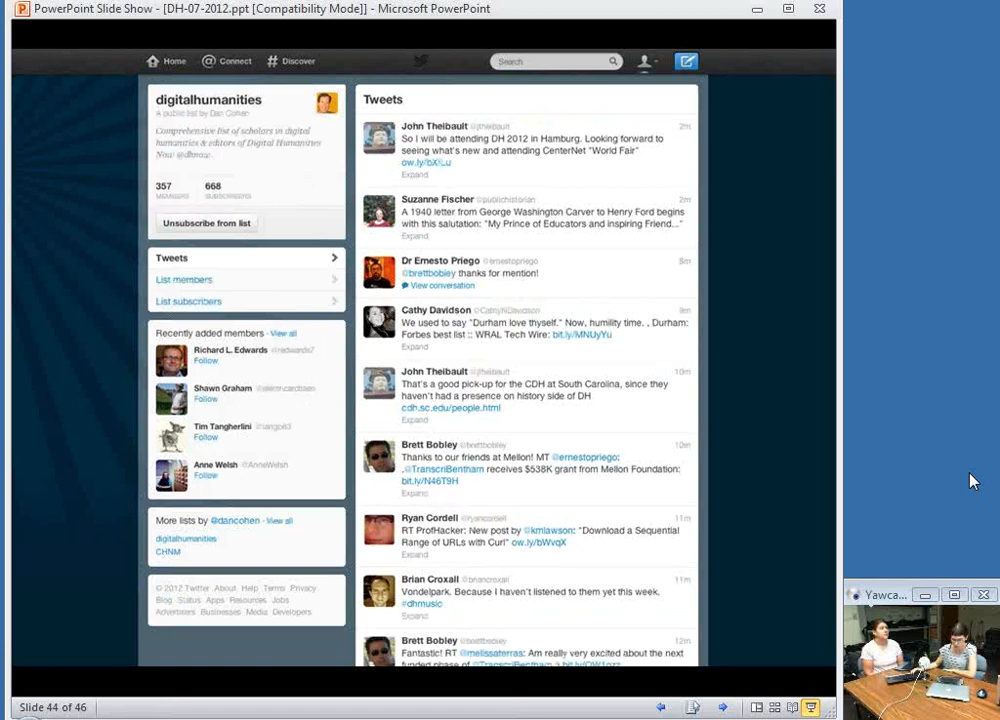 PowerPoint Slide Show - [DH-07-2012.ppt [Compatibility Mode]] - Microsoft PowerPoint
Home
Connect
Discover
Search
digitalhumanities
A public list by Dan Cohen
Comprehensive list of scholars in digital
humanities & editors of Digital Humanities
Now @dhnow
357
668
MEMBERS
SUBSCRIBERS
Unsubscribe from list
Tweets
List members
List subscribers
Recently added members · View all
Richard L. Edwards @redwards7
Follow
Shawn Graham
Follow
Tim Tangherlini
Follow
Anne Welsh @AnneWelsh
Follow
More lists by @dancohen · View all
digitalhumanities
CHNM
© 2012 Twitter About Help Terms Privacy
Blog Status Apps Resources Jobs
Advertisers Businesses Media Developers
Tweets
John Theibault @jtheibault 2m
So I will be attending DH 2012 in Hamburg. Looking forward to
seeing what's new and attending CenterNet "World Fair"
Expand
Suzanne Fischer @publichistorian 2m
A 1940 letter from George Washington Carver to Henry Ford begins
with this salutation: "My Prince of Educators and inspiring Friend..."
Expand
Dr Ernesto Priego @ernestopriego 8m
@brettbobley thanks for mention!
View conversation
Cathy Davidson @CathyNDavidson 9m
We used to say "Durham love thyself." Now, humility time. , Durham:
Forbes best list :: WRAL Tech Wire: bit.ly/MNUyYu
Expand
John Theibault @jtheibault 10m
That's a good pick-up for the CDH at South Carolina, since they
haven't had a presence on history side of DH
cdh.sc.edu/people.html
Expand
Brett Bobley @brettbobley 10m
Thanks to our friends at Mellon! MT @ernestopriego:
.@TranscriBentham receives $538K grant from Mellon Foundation:
bit.ly/N46T9H
Expand
Ryan Cordell @ryancordell 11m
RT ProfHacker: New post by @kmlawson: "Download a Sequential
Range of URLs with Curl" ow.ly/bWvqX
Expand
Brian Croxall @briancroxall 11m
Vondelpark. Because I haven't listened to them yet this week.
#dhmusic
Expand
Brett Bobley @brettbobley 12m
Fantastic! RT @melissaterras: Am really very excited about the next
funded phase of @TranscriBentham
Slide 44 of 46
Yawca...